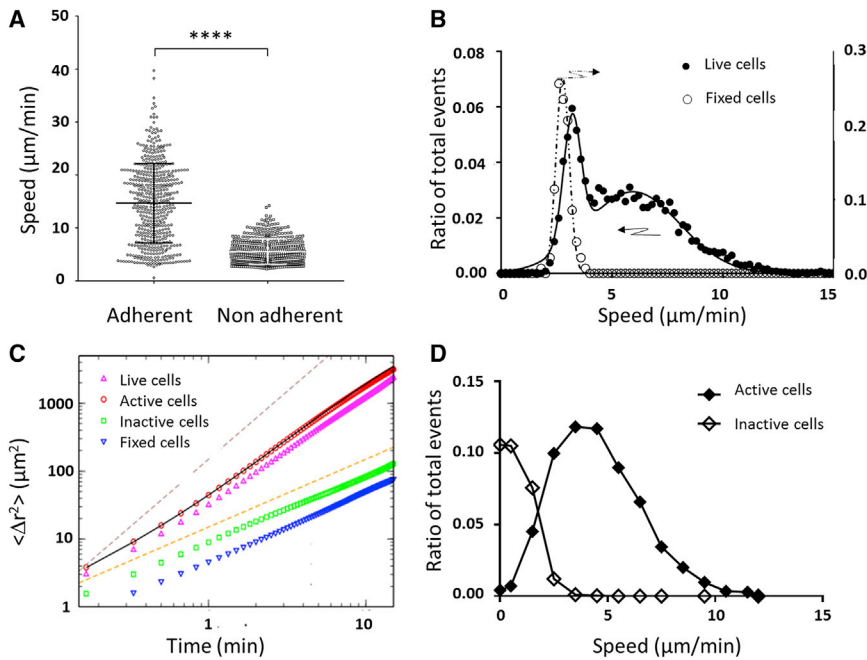 A
50
40
30
20
10
0
Speed (µm/min)
****
Adherent
Non adherent
B
0.08
0.06
0.04
0.02
0.00
Ratio of total events
Live cells
Fixed cells
0.3
0.2
0.1
0.0
0
5
10
15
Speed (µm/min)
C
1000
100
10
1
<Δr²> (µm²)
Live cells
Active cells
Inactive cells
Fixed cells
1
10
Time (min)
D
0.15
0.10
0.05
0.00
Ratio of total events
Active cells
Inactive cells
0
5
10
15
Speed (µm/min)